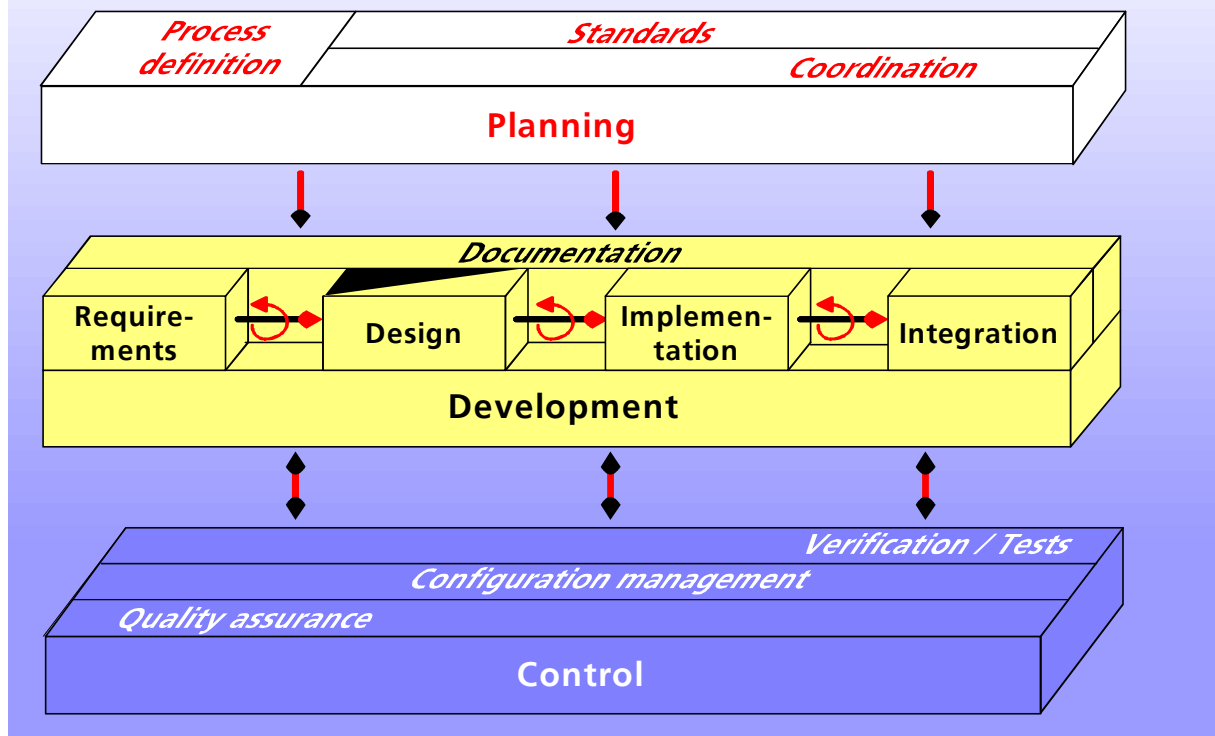 Process
definition
Standards
Coordination
Planning
Documentation
Require-
ments
Design
Implemen-
tation
Integration
Development
Verification / Tests
Configuration management
Quality assurance
Control